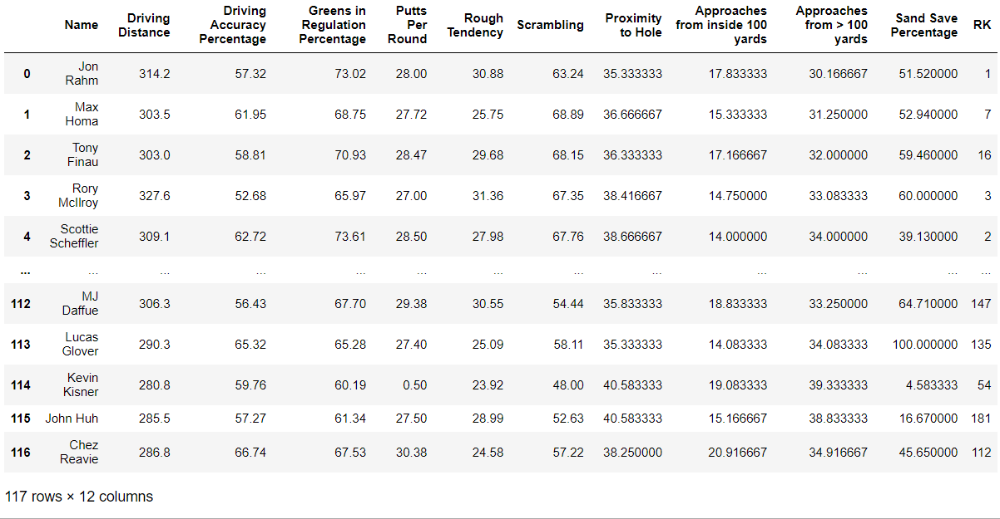 Name Driving Distance Driving Accuracy Percentage Greens in Regulation Percentage Putts Per Round Rough Tendency Scrambling Proximity to Hole Approaches from inside 100 yards Approaches from > 100 yards Sand Save Percentage RK
0 Jon Rahm 314.2 57.32 73.02 28.00 30.88 63.24 35.333333 17.833333 30.166667 51.520000 1
1 Max Homa 303.5 61.95 68.75 27.72 25.75 68.89 36.666667 15.333333 31.250000 52.940000 7
2 Tony Finau 303.0 58.81 70.93 28.47 29.68 68.15 36.333333 17.166667 32.000000 59.460000 16
3 Rory McIlroy 327.6 52.68 65.97 27.00 31.36 67.35 38.416667 14.750000 33.083333 60.000000 3
4 Scottie Scheffler 309.1 62.72 73.61 28.50 27.98 67.76 38.666667 14.000000 34.000000 39.130000 2
... ... ... ... ... ... ... ... ... ... ... ... ...
112 MJ Daffue 306.3 56.43 67.70 29.38 30.55 54.44 35.833333 18.833333 33.250000 64.710000 147
113 Lucas Glover 290.3 65.32 65.28 27.40 25.09 58.11 35.333333 14.083333 34.083333 100.000000 135
114 Kevin Kisner 280.8 59.76 60.19 0.50 23.92 48.00 40.583333 19.083333 39.333333 4.583333 54
115 John Huh 285.5 57.27 61.34 27.50 28.99 52.63 40.583333 15.166667 38.833333 16.670000 181
116 Chez Reavie 286.8 66.74 67.53 30.38 24.58 57.22 38.250000 20.916667 34.916667 45.650000 112
117 rows × 12 columns